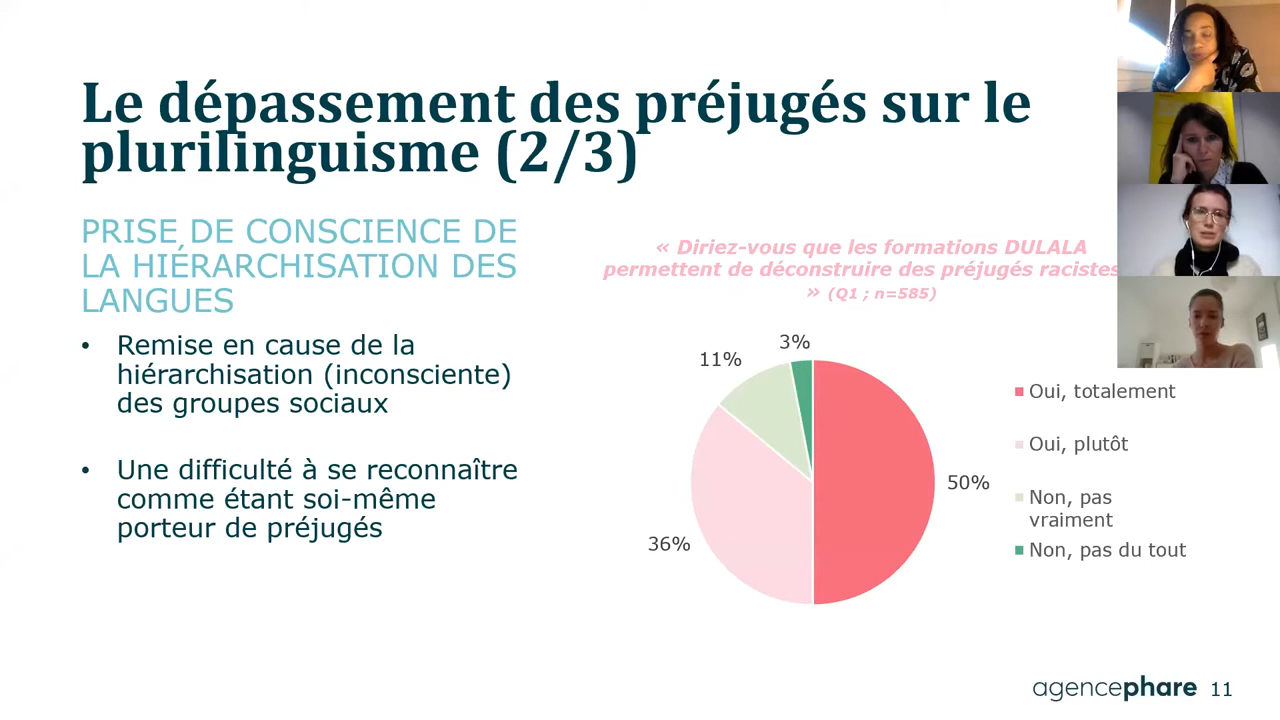 Le dépassement des préjugés sur le
plurilinguisme (2/3)
PRISE DE CONSCIENCE DE
LA HIÉRARCHISATION DES
LANGUES
• Remise en cause de la
hiérarchisation (inconsciente)
des groupes sociaux
• Une difficulté à se reconnaître
comme étant soi-même
porteur de préjugés
« Diriez-vous que les formations DULALA
permettent de déconstruire des préjugés racistes
» (Q1 ; n=585)
3%
11%
50%
36%
Oui, totalement
Oui, plutôt
Non, pas
vraiment
Non, pas du tout
agencephare 11